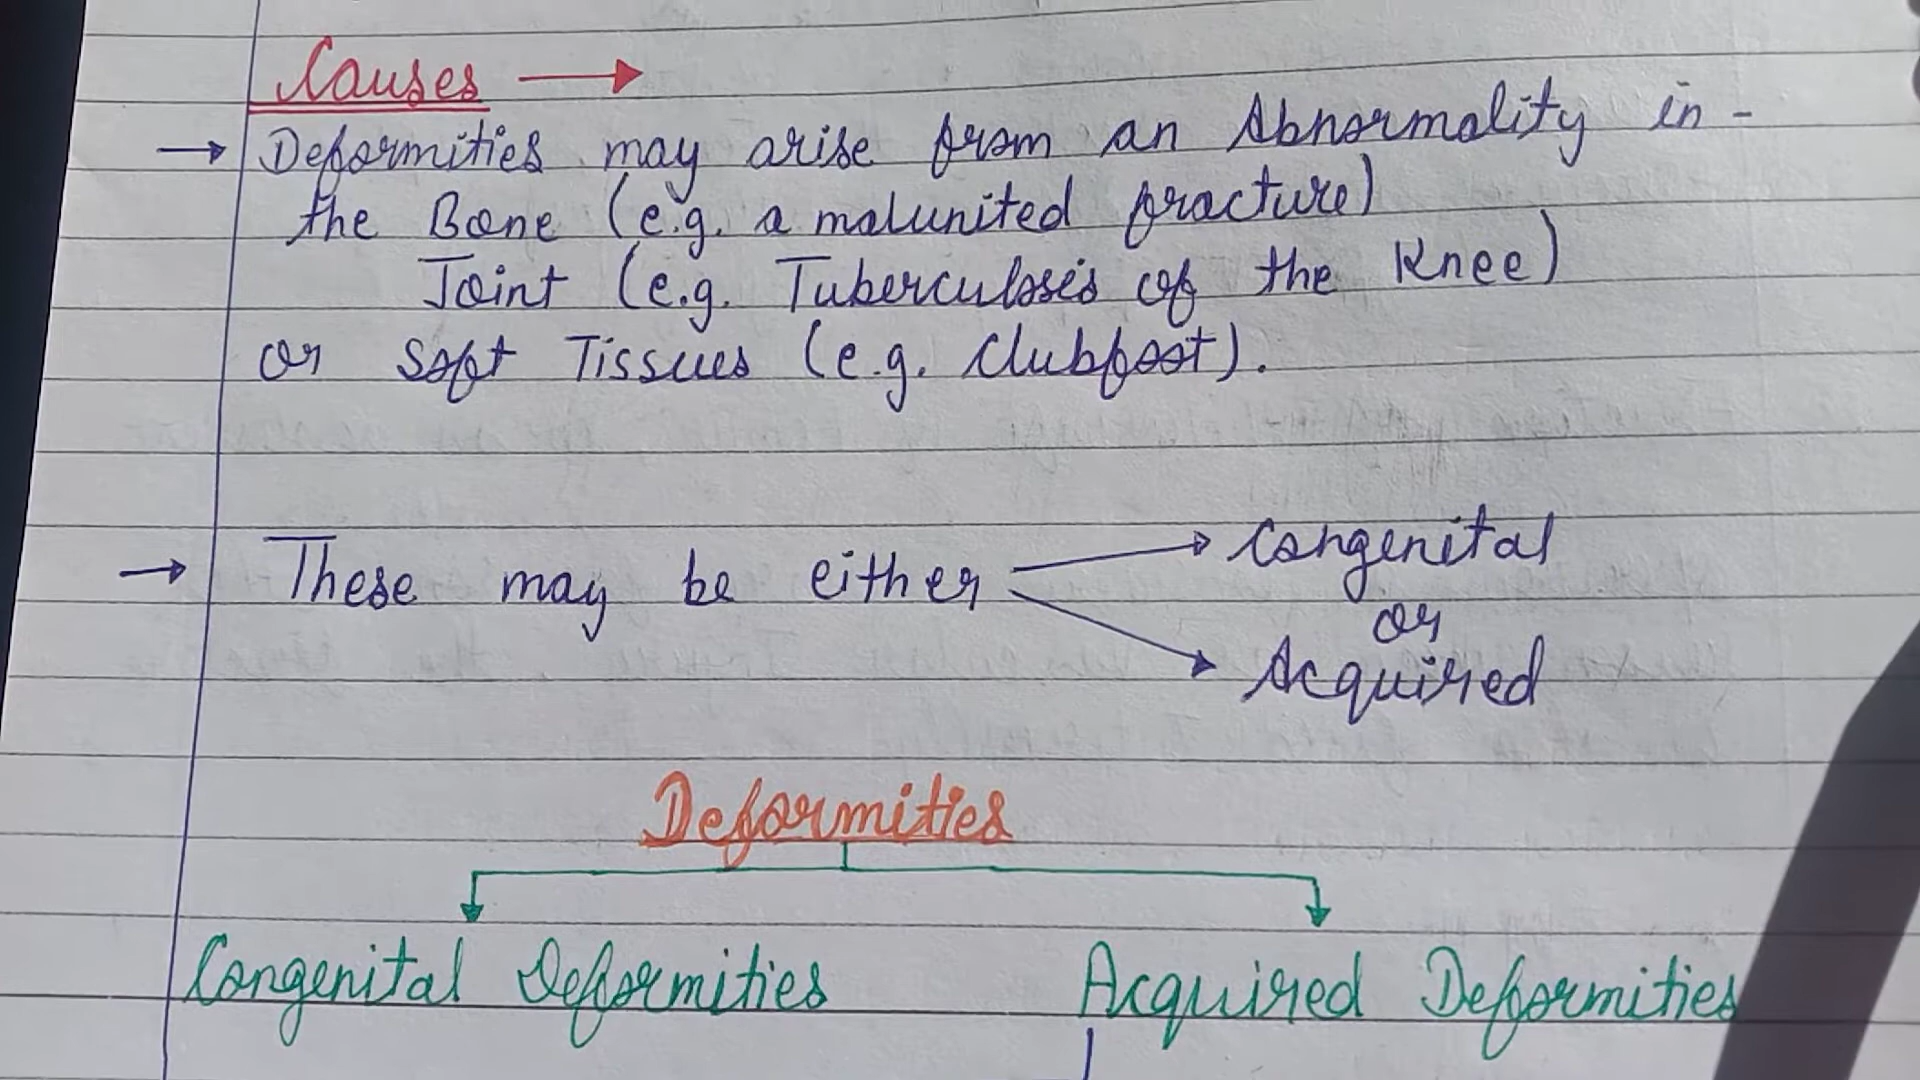 Causes →
→ Deformities may arise from an Abnormality in -
the Bone (e.g. a malunited fracture)
Joint (e.g. Tuberculosis of the Knee)
or Soft Tissues (e.g. Clubfoot).
→ These may be either → Congenital
or
→ Acquired
Deformities
Congenital Deformities Acquired Deformities